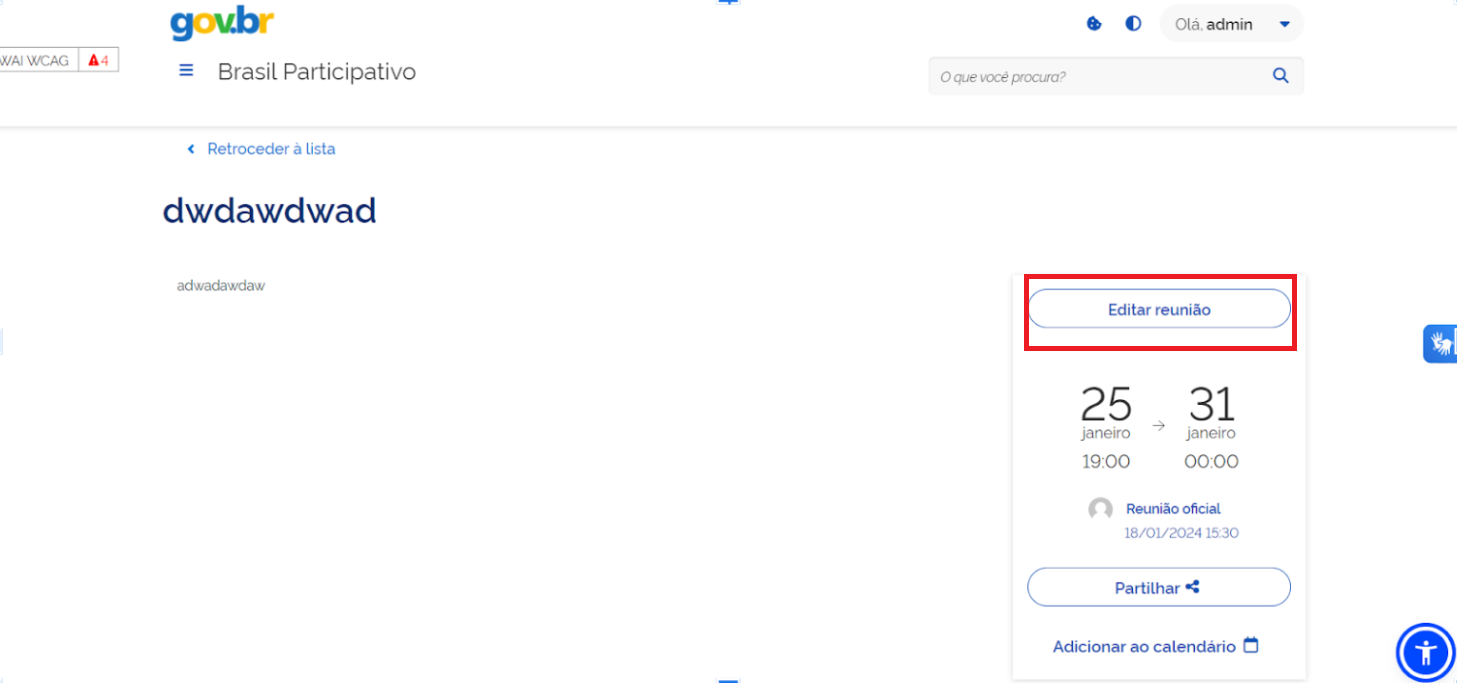 gov.br
Olá, admin
WAI WCAG 4
Brasil Participativo
O que você procura?
Retroceder à lista
dwdawdwad
adwadawdaw
Editar reunião
25 janeiro 19:00
31 janeiro 00:00
Reunião oficial
18/01/2024 15:30
Partilhar
Adicionar ao calendário